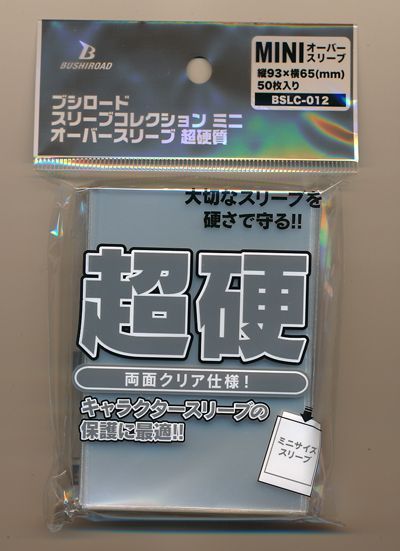 BUSHIROAD
MINI オーバースリーブ
縦93×横65(mm)
50枚入り
BSLC-012
ブシロード
スリーブコレクション ミニ
オーバースリーブ 超硬質
大切なスリーブを
硬さで守る!!
超硬
両面クリア仕様!
キャラクタースリーブの
保護に最適!!
ミニサイズ
スリーブ